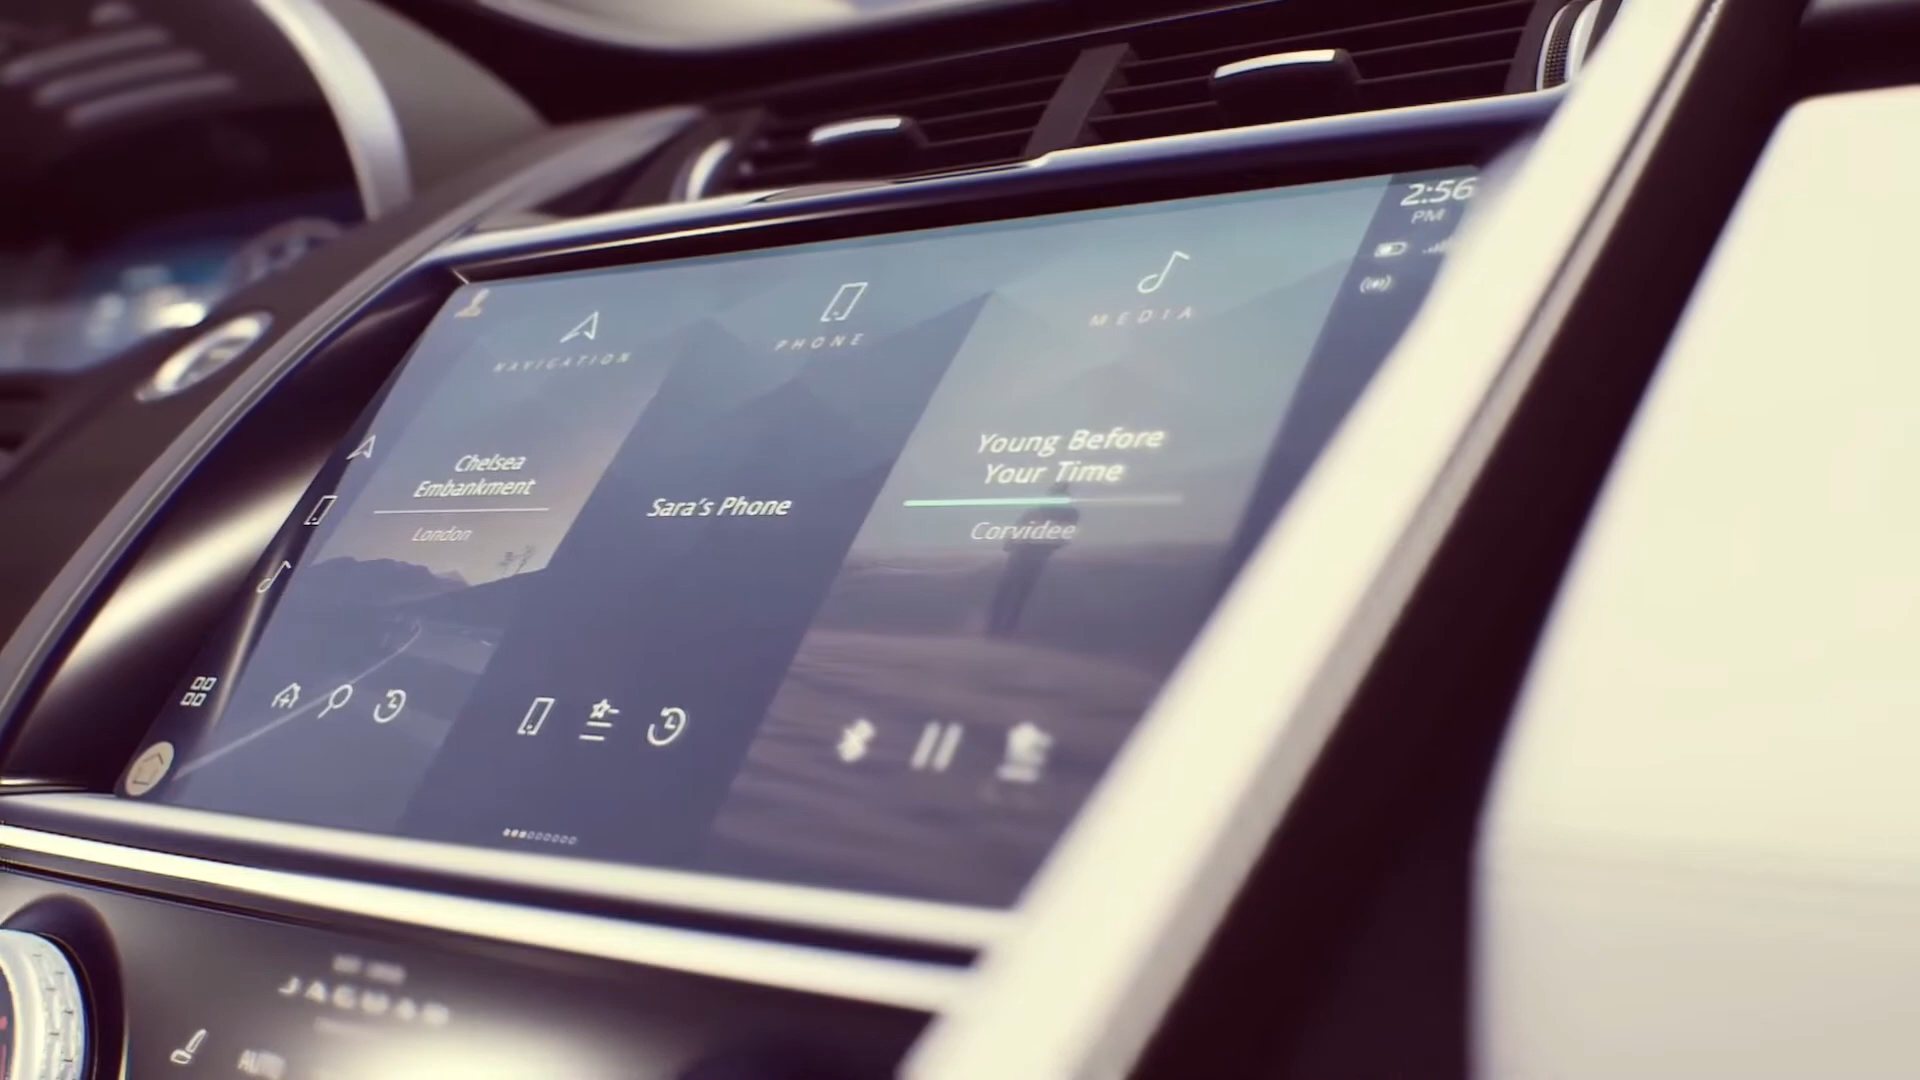 2:56
PM
NAVIGATION
PHONE
MEDIA
Chelsea
Embankment
London
Sara's Phone
Young Before
Your Time
Corvidee
JAGUAR
AUTO